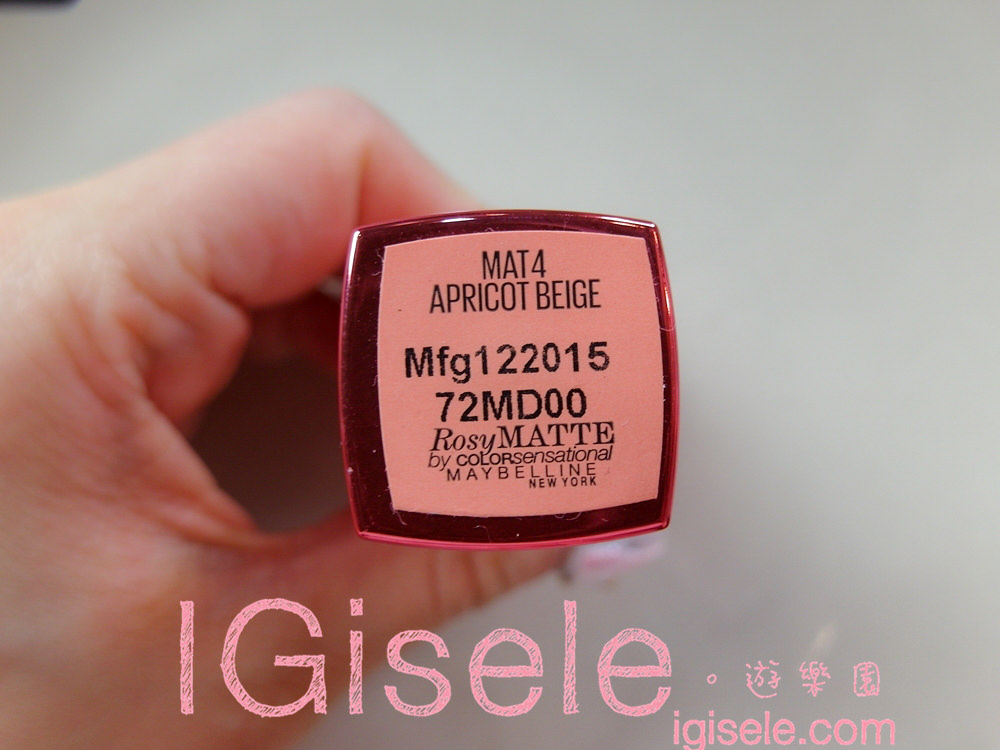 MAT4
APRICOT BEIGE
Mfg122015
72MD00
RosyMATTE
by COLORsensational
MAYBELLINE
NEW YORK
IGisele。遊樂園
igisele.com